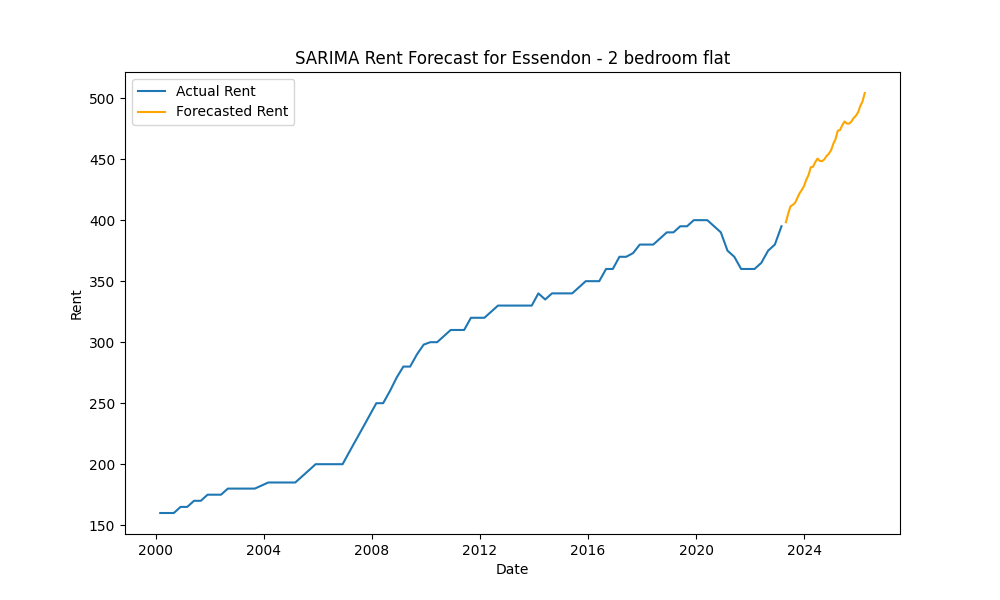 SARIMA Rent Forecast for Essendon - 2 bedroom flat
Actual Rent
Forecasted Rent
500
450
400
350
300
250
200
150
Rent
2000 2004 2008 2012 2016 2020 2024
Date